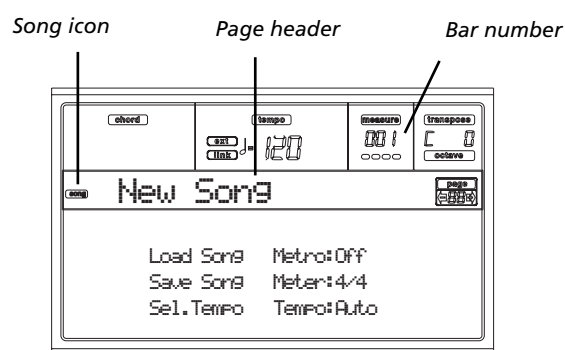 Song icon Page header Bar number
chord tempo measure transpose
ext
link ♩= 120 001 C 0
octave
song New Song page
Load Song Metro:Off
Save Song Meter:4/4
Sel.Tempo Tempo:Auto